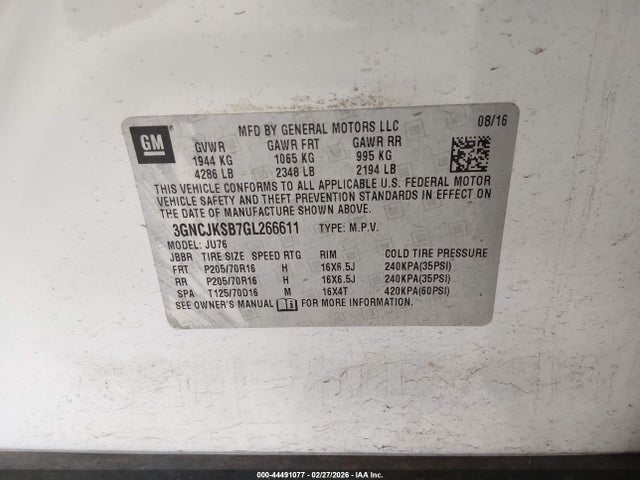 MFD BY GENERAL MOTORS LLC 08/16
GM
GVWR GAWR FRT GAWR RR
1944 KG 1065 KG 995 KG
4286 LB 2348 LB 2194 LB
THIS VEHICLE CONFORMS TO ALL APPLICABLE U.S. FEDERAL MOTOR
VEHICLE SAFETY AND THEFT PREVENTION STANDARDS IN EFFECT ON
THE DATE OF MANUFACTURE SHOWN ABOVE.
3GNCJKSB7GL266611 TYPE: M.P.V.
MODEL: JU76
JBBR TIRE SIZE SPEED RTG RIM COLD TIRE PRESSURE
FRT P205/70R16 H 16X6.5J 240KPA(35PSI)
RR P205/70R16 H 16X6.5J 240KPA(35PSI)
SPA T125/70D16 M 16X4T 420KPA(60PSI)
SEE OWNER'S MANUAL FOR MORE INFORMATION.
000-44491077 - 02/27/2026 - IAA Inc.